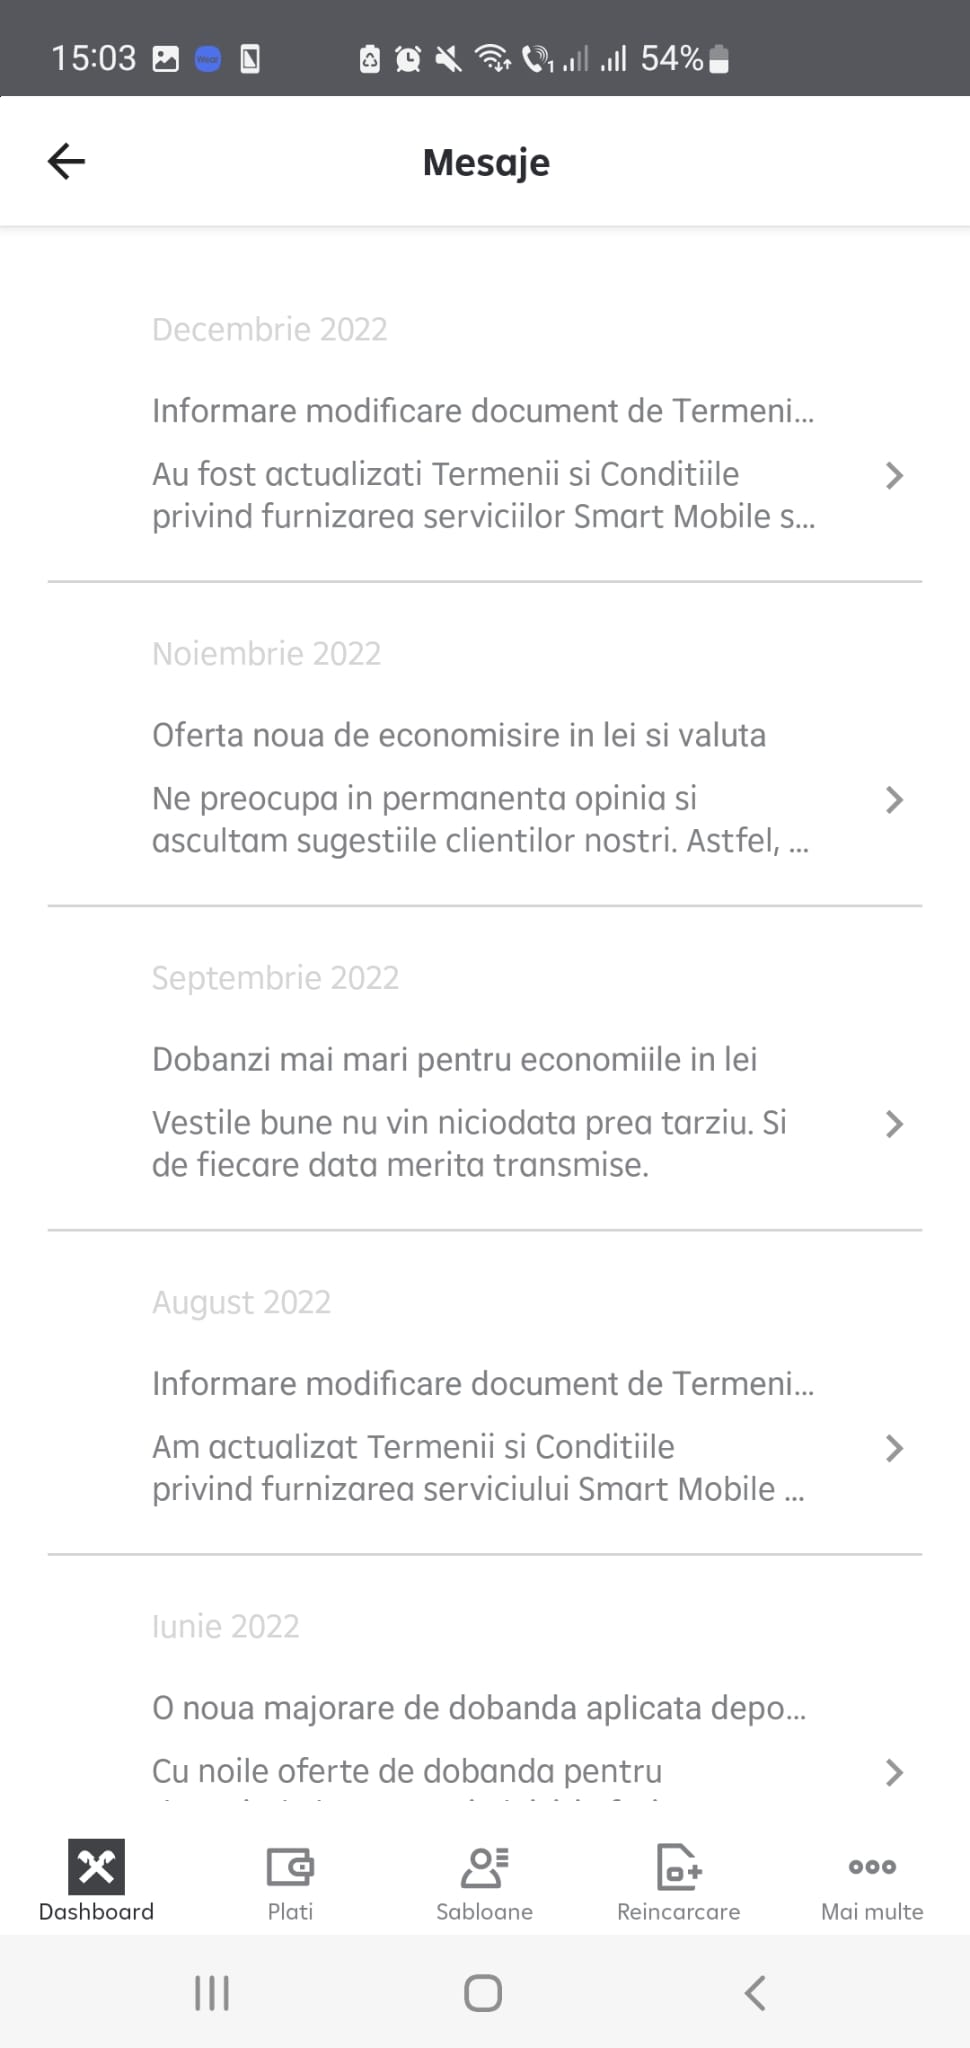 15:03
Wear
1
54%
Mesaje
Decembrie 2022
Informare modificare document de Termeni...
Au fost actualizati Termenii si Conditiile
privind furnizarea serviciilor Smart Mobile s...
Noiembrie 2022
Oferta noua de economisire in lei si valuta
Ne preocupa in permanenta opinia si
ascultam sugestiile clientilor nostri. Astfel, ...
Septembrie 2022
Dobanzi mai mari pentru economiile in lei
Vestile bune nu vin niciodata prea tarziu. Si
de fiecare data merita transmise.
August 2022
Informare modificare document de Termeni...
Am actualizat Termenii si Conditiile
privind furnizarea serviciului Smart Mobile ...
Iunie 2022
O noua majorare de dobanda aplicata depo...
Cu noile oferte de dobanda pentru
Dashboard
Plati
Sabloane
Reincarcare
Mai multe